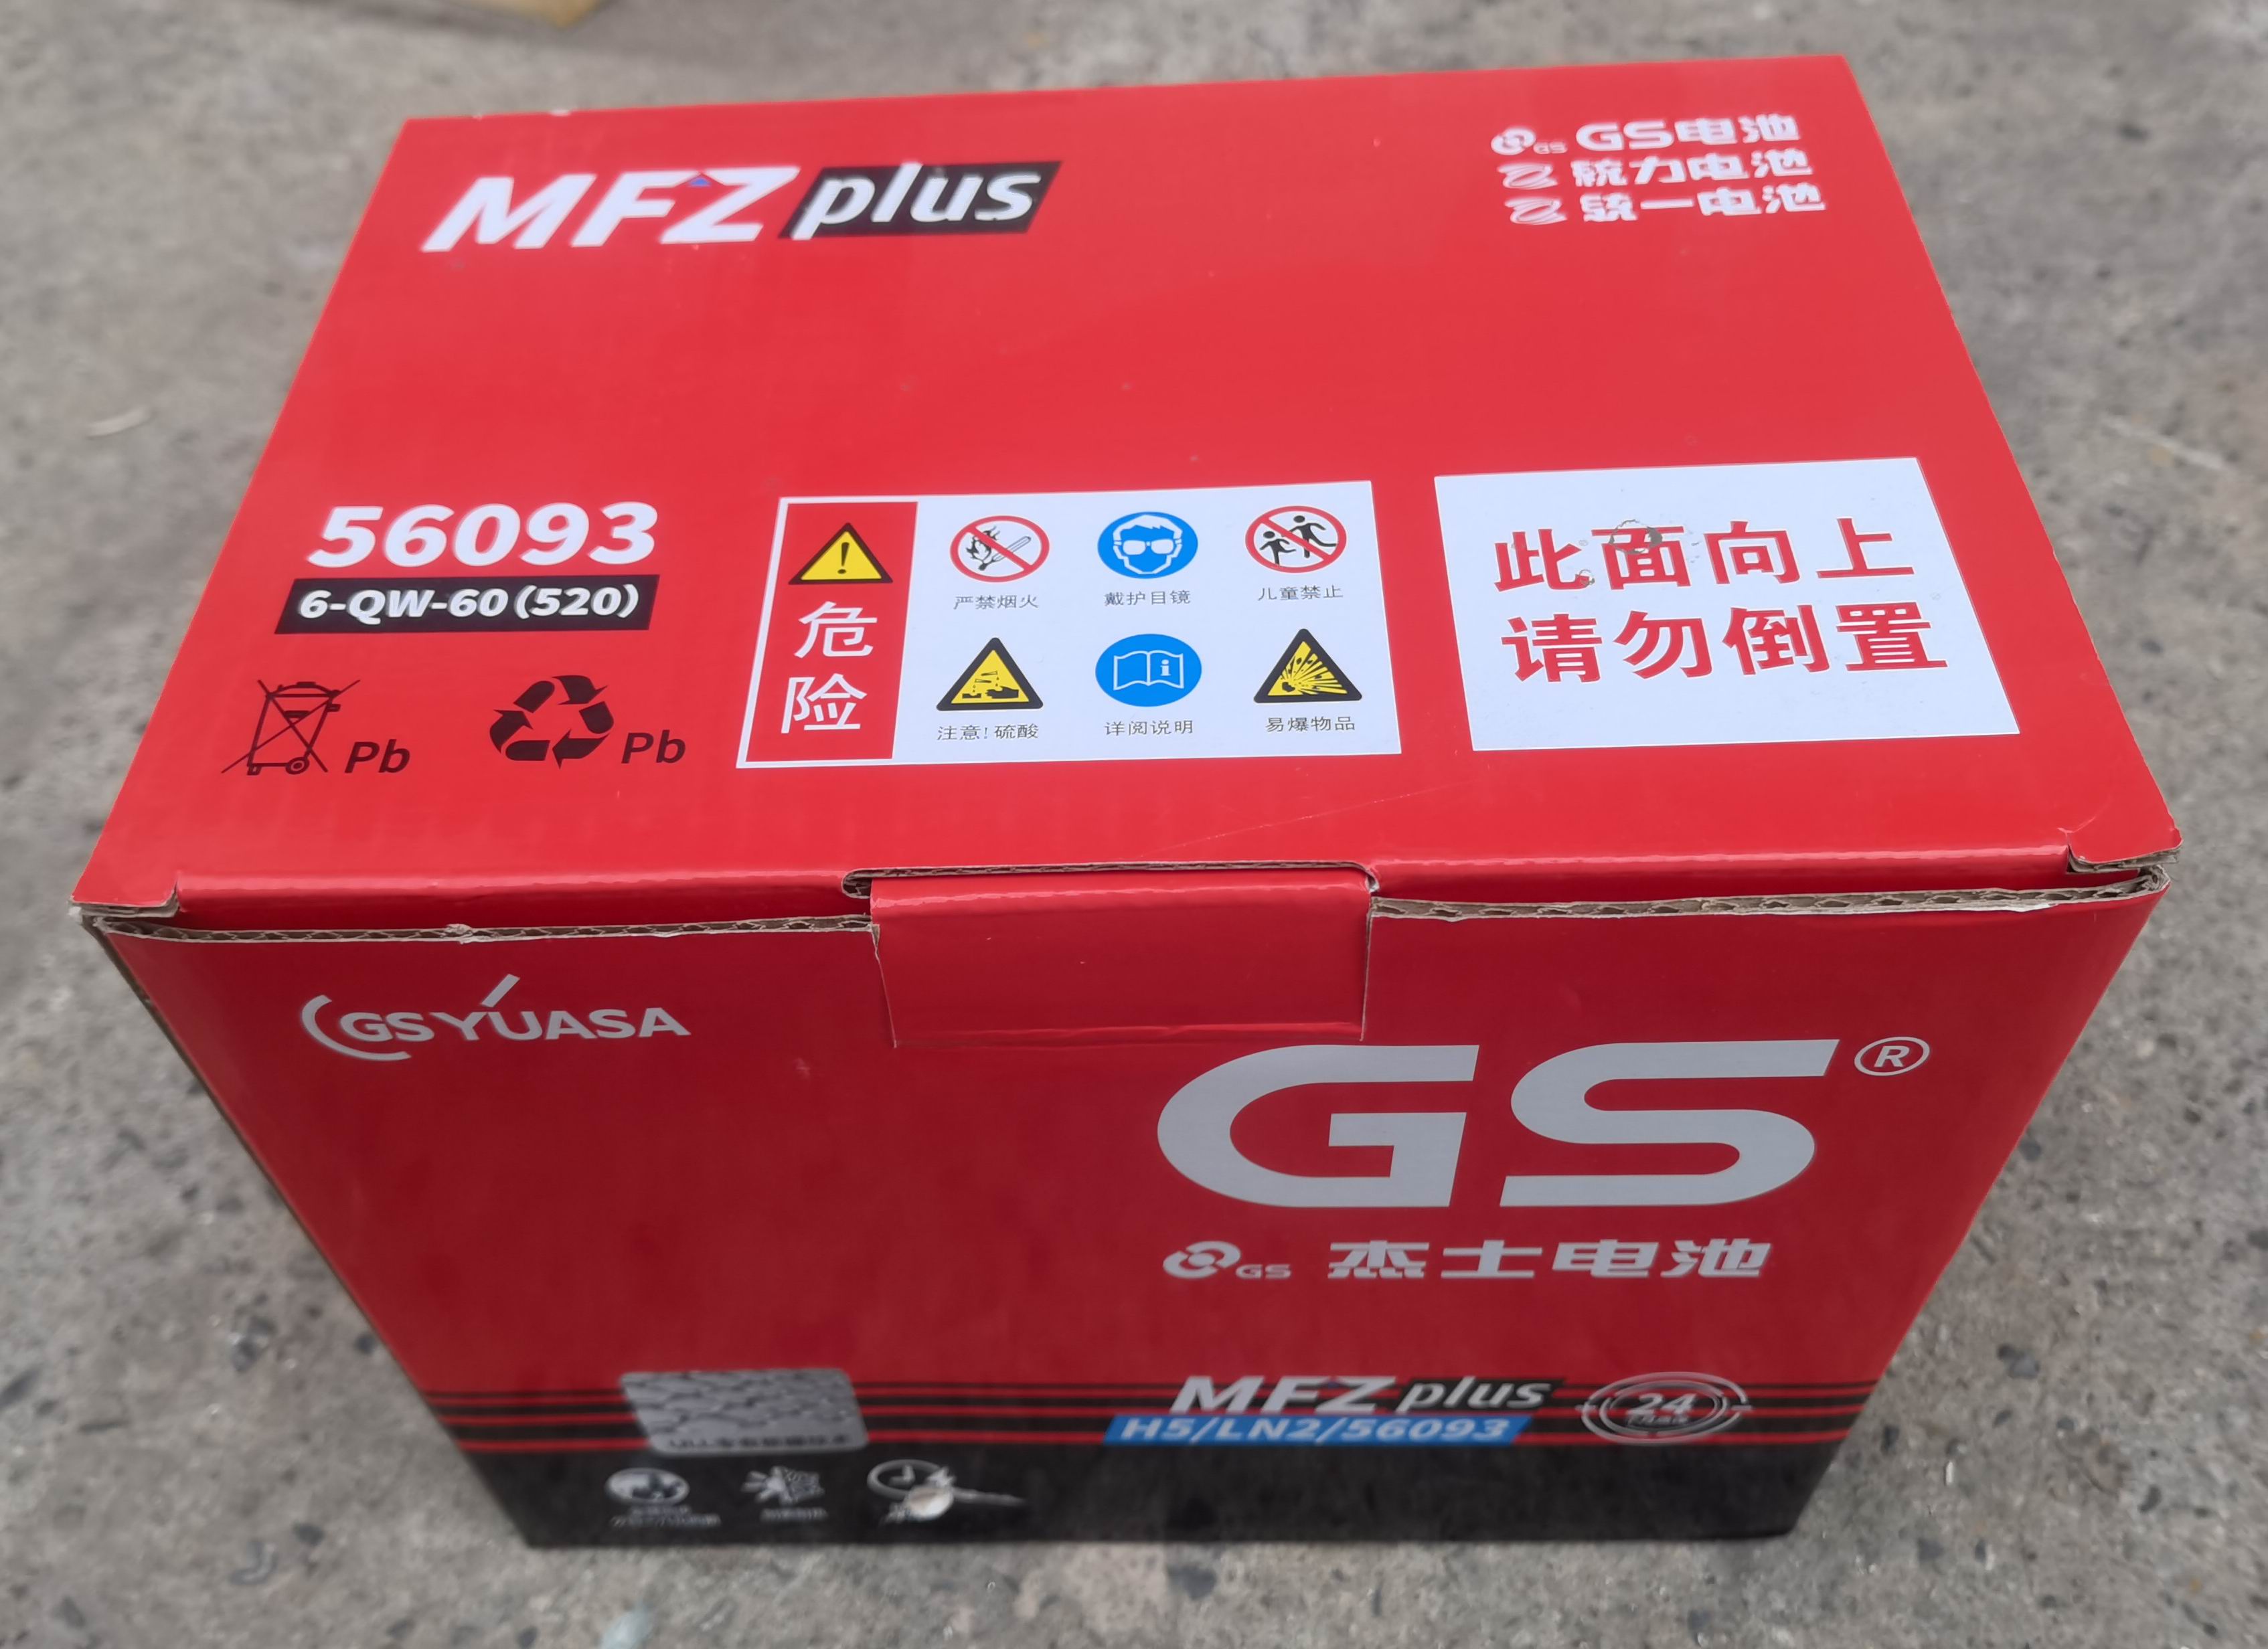 MFZ plus
GS GS电池
統力电池
統一电池
56093
6-QW-60(520)
Pb
Pb
危险
严禁烟火
戴护目镜
儿童禁止
注意!硫酸
详阅说明
易爆物品
此面向上
请勿倒置
GS YUASA
GS®
GS 杰士电池
MFZ plus
H5/LN2/56093
24